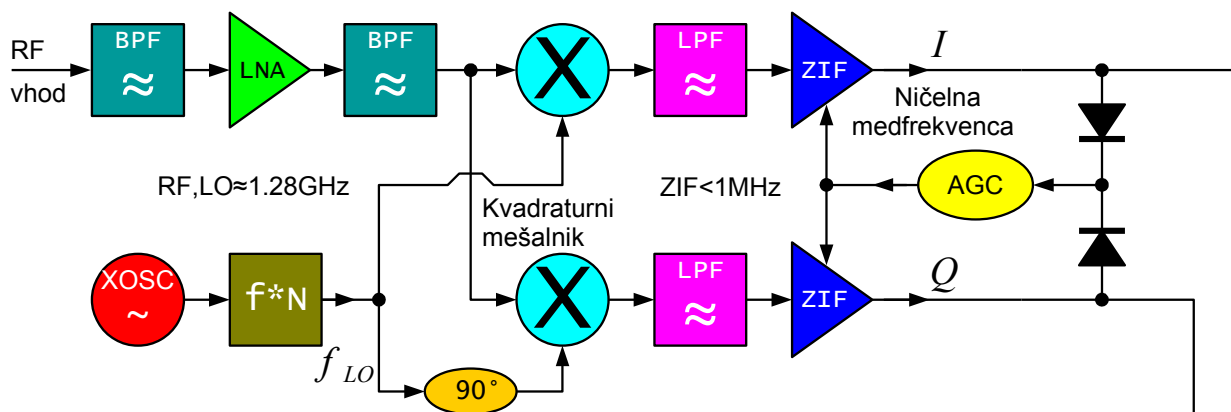 RF
vhod
BPF
≈
LNA
BPF
≈
X
LPF
≈
ZIF
I
Ničelna
medfrekvenca
RF,LO≈1.28GHz
Kvadraturni
mešalnik
ZIF<1MHz
AGC
XOSC
~
f*N
f LO
90°
X
LPF
≈
ZIF
Q